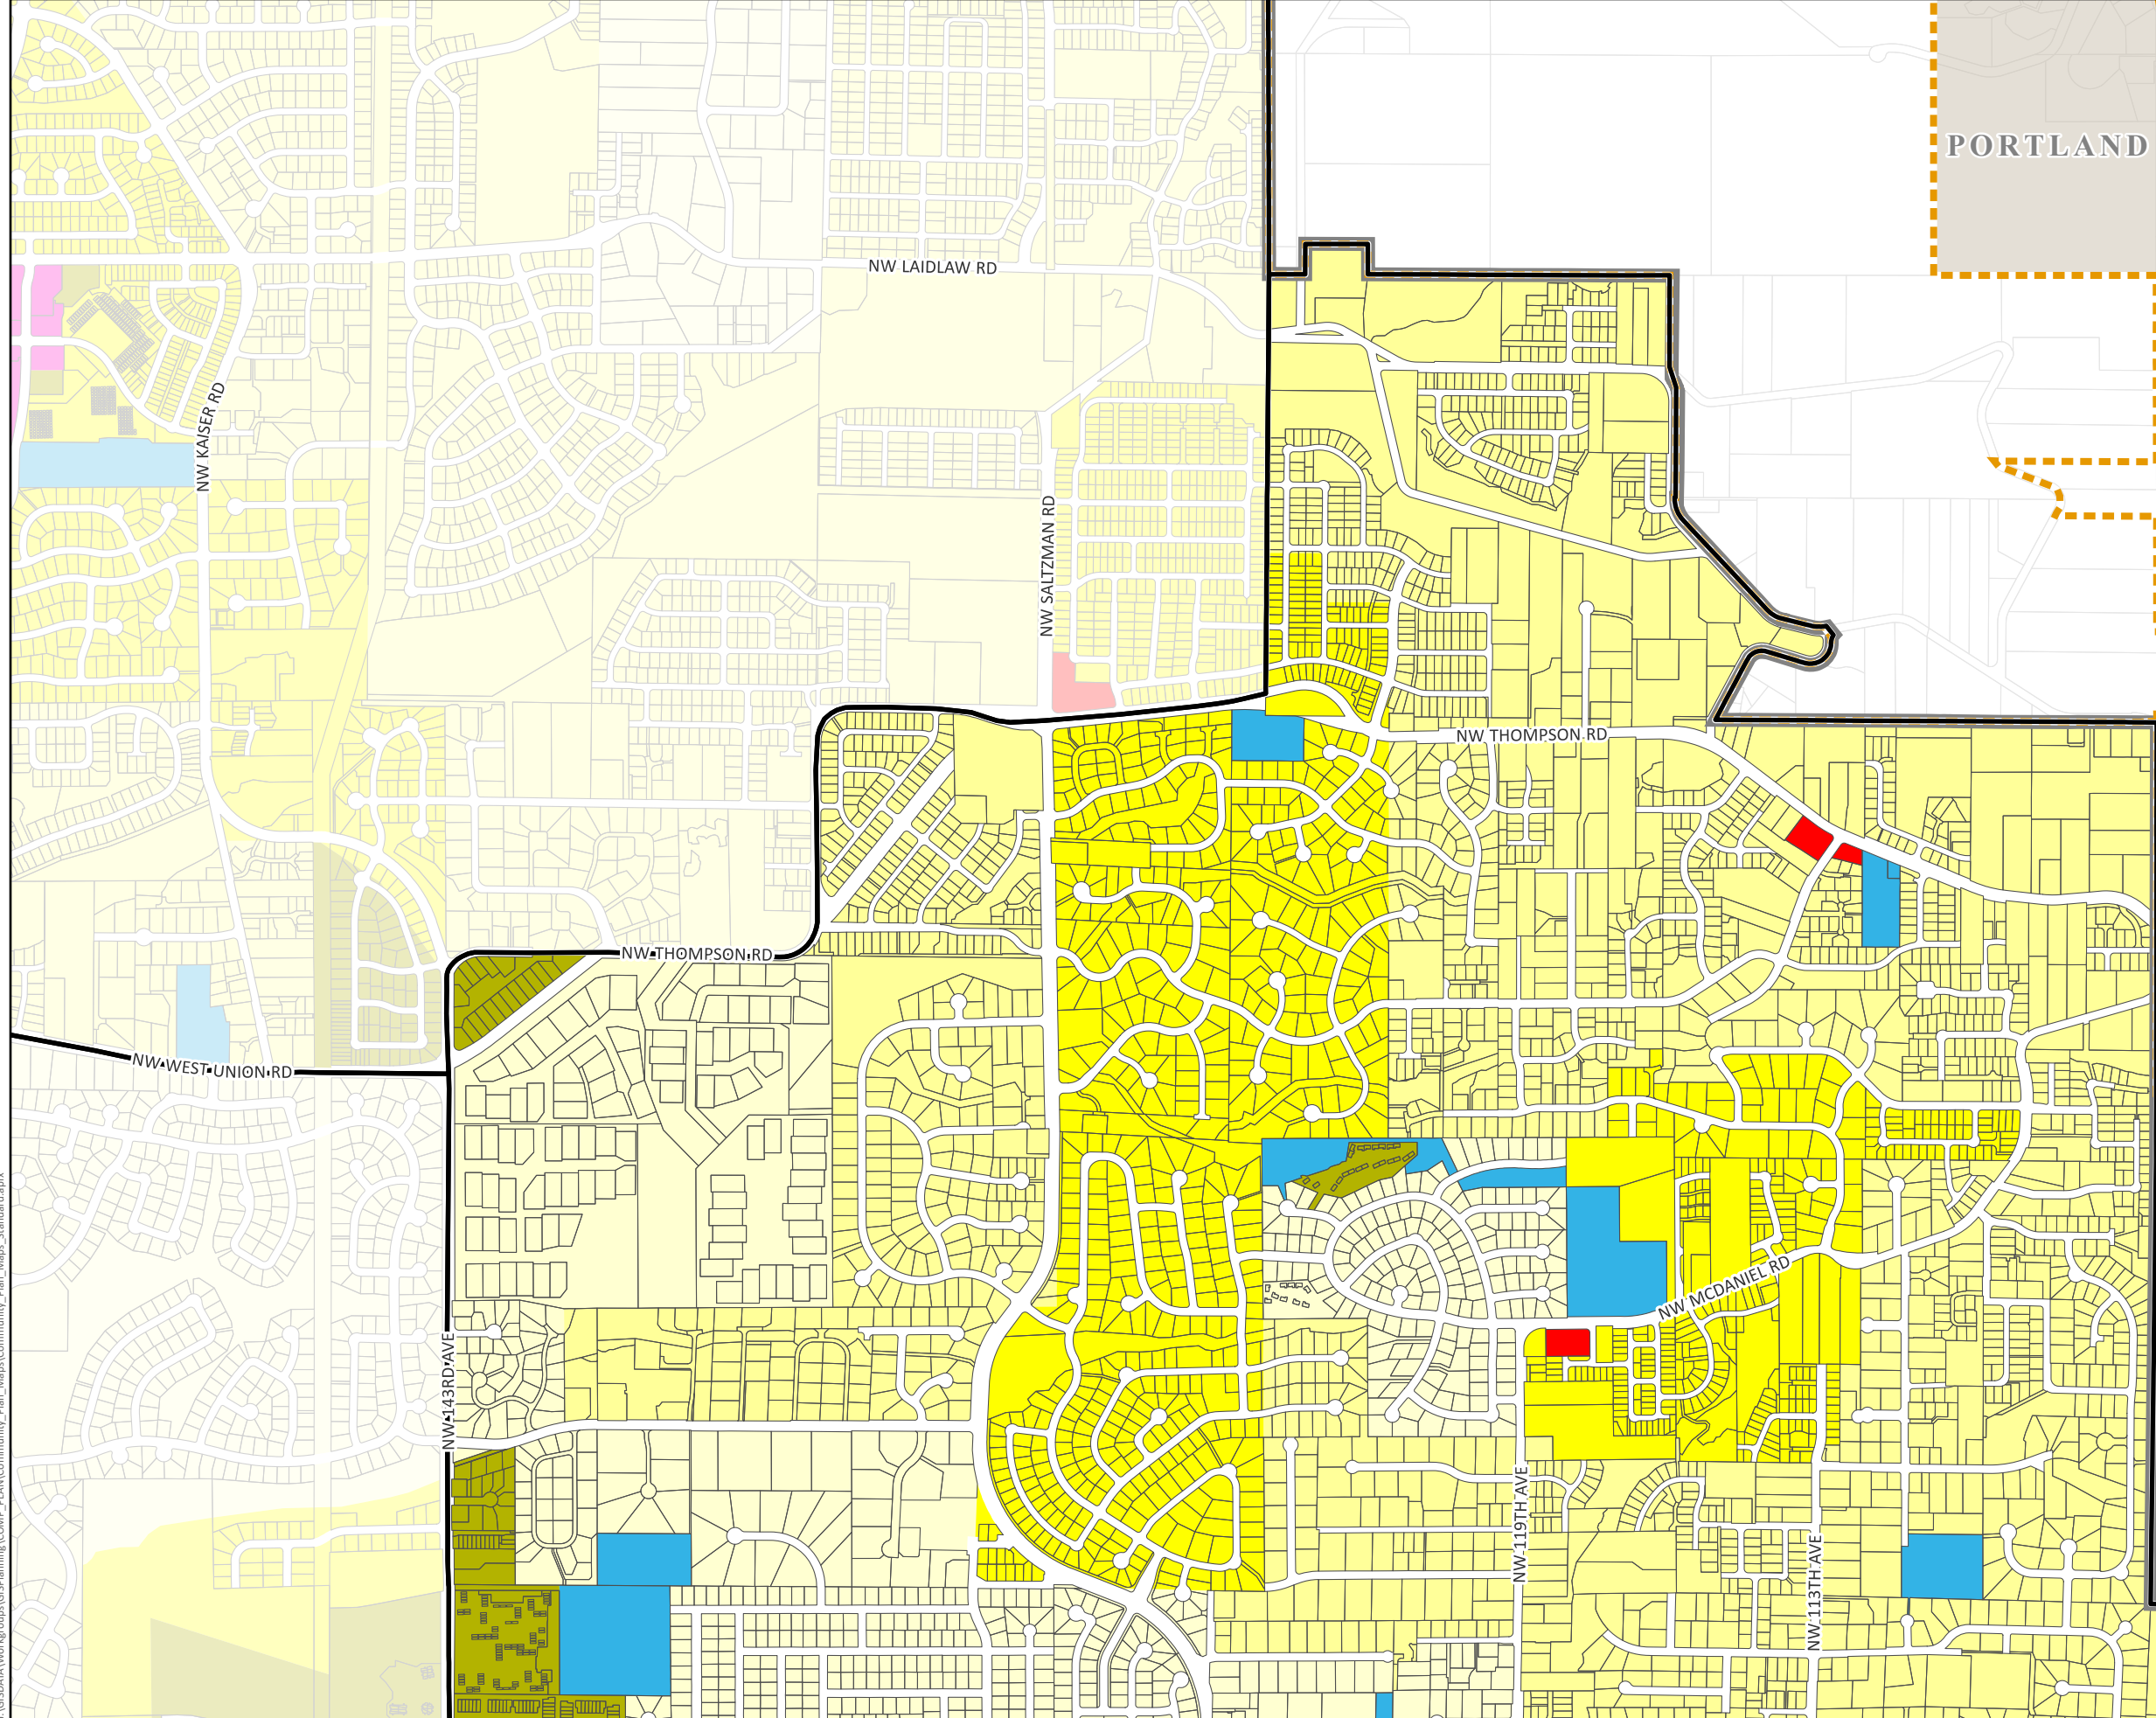 PORTLAND
NW LAIDLAW RD
NW KAISER RD
NW SALTZMAN RD
NW THOMPSON RD
NW THOMPSON RD
NW WEST UNION RD
NW MCDANIEL RD
NW 143RD AVE
NW 119TH AVE
NW 113TH AVE